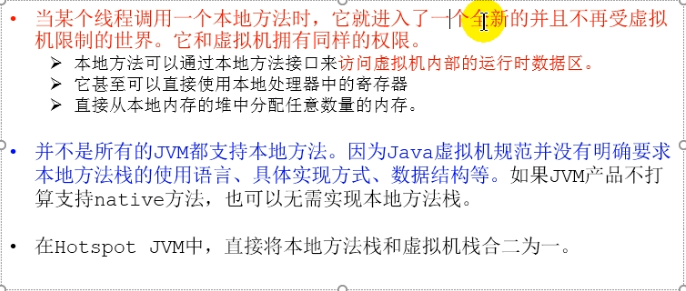 • 当某个线程调用一个本地方法时，它就进入了一个全新的并且不再受虚拟
机限制的世界。它和虚拟机拥有同样的权限。
➢ 本地方法可以通过本地方法接口来访问虚拟机内部的运行时数据区。
➢ 它甚至可以直接使用本地处理器中的寄存器
➢ 直接从本地内存的堆中分配任意数量的内存。
• 并不是所有的JVM都支持本地方法。因为Java虚拟机规范并没有明确要求
本地方法栈的使用语言、具体实现方式、数据结构等。如果JVM产品不打
算支持native方法，也可以无需实现本地方法栈。
• 在Hotspot JVM中，直接将本地方法栈和虚拟机栈合二为一。